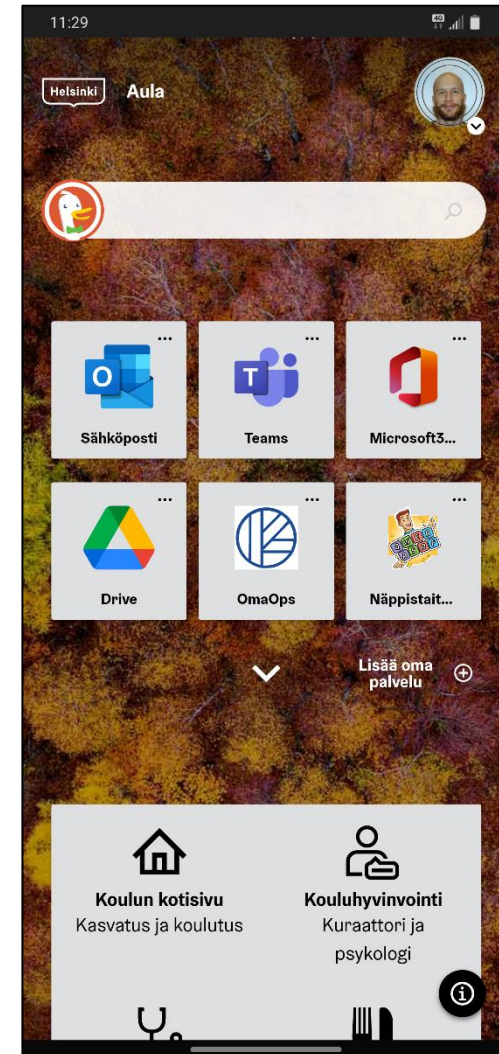 11:29
4G
Helsinki
Aula
Sähköposti
Teams
Microsoft3...
Drive
OmaOps
Näppistait...
Lisää oma
palvelu
Koulun kotisivu
Kasvatus ja koulutus
Kouluhyvinvointi
Kuraattori ja
psykologi